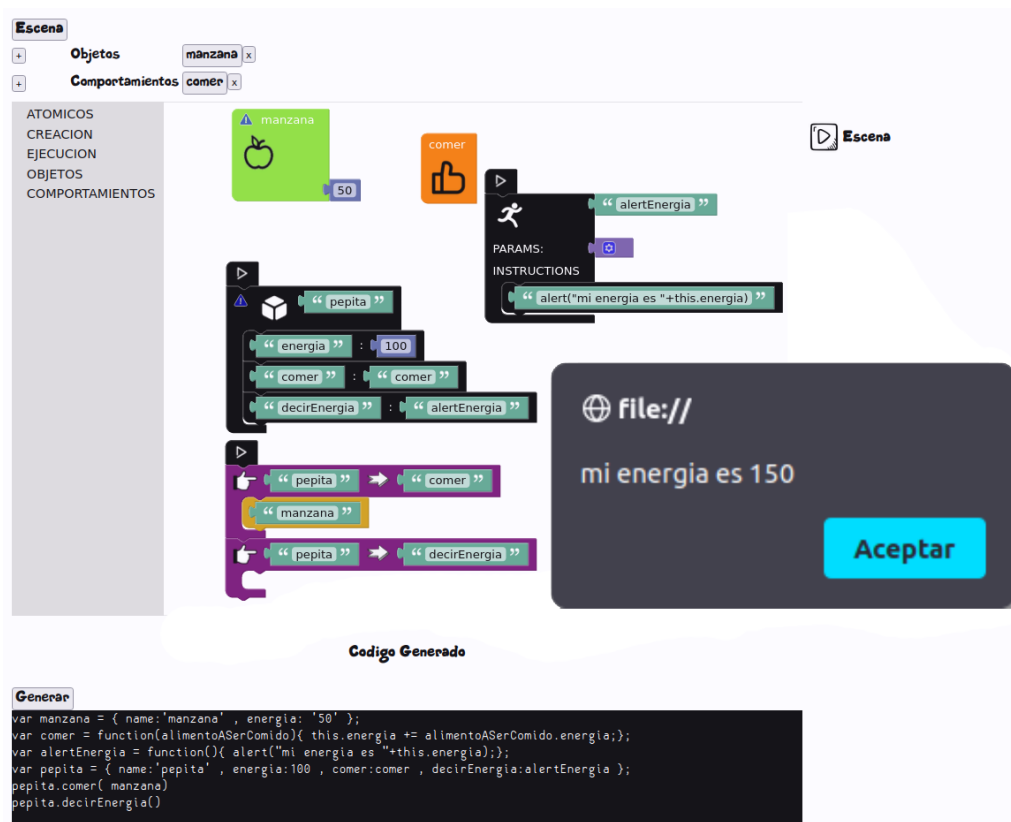 Escena
+ Objetos manzana x
+ Comportamientos comer x
ATOMICOS
CREACION
EJECUCION
OBJETOS
COMPORTAMIENTOS
manzana
50
comer
Escena
“ alertEnergia ”
PARAMS:
INSTRUCTIONS
“ alert("mi energia es "+this.energia) ”
“ pepita ”
“ energia ” : 100
“ comer ” : “ comer ”
“ decirEnergia ” : “ alertEnergia ”
“ pepita ” “ comer ”
“ manzana ”
“ pepita ” “ decirEnergia ”
file://
mi energia es 150
Aceptar
Codigo Generado
Generar
var manzana = { name:'manzana' , energia: '50' };
var comer = function(alimentoASerComido){ this.energia += alimentoASerComido.energia;};
var alertEnergia = function(){ alert("mi energia es "+this.energia);};
var pepita = { name:'pepita' , energia:100 , comer:comer , decirEnergia:alertEnergia };
pepita.comer( manzana)
pepita.decirEnergia()